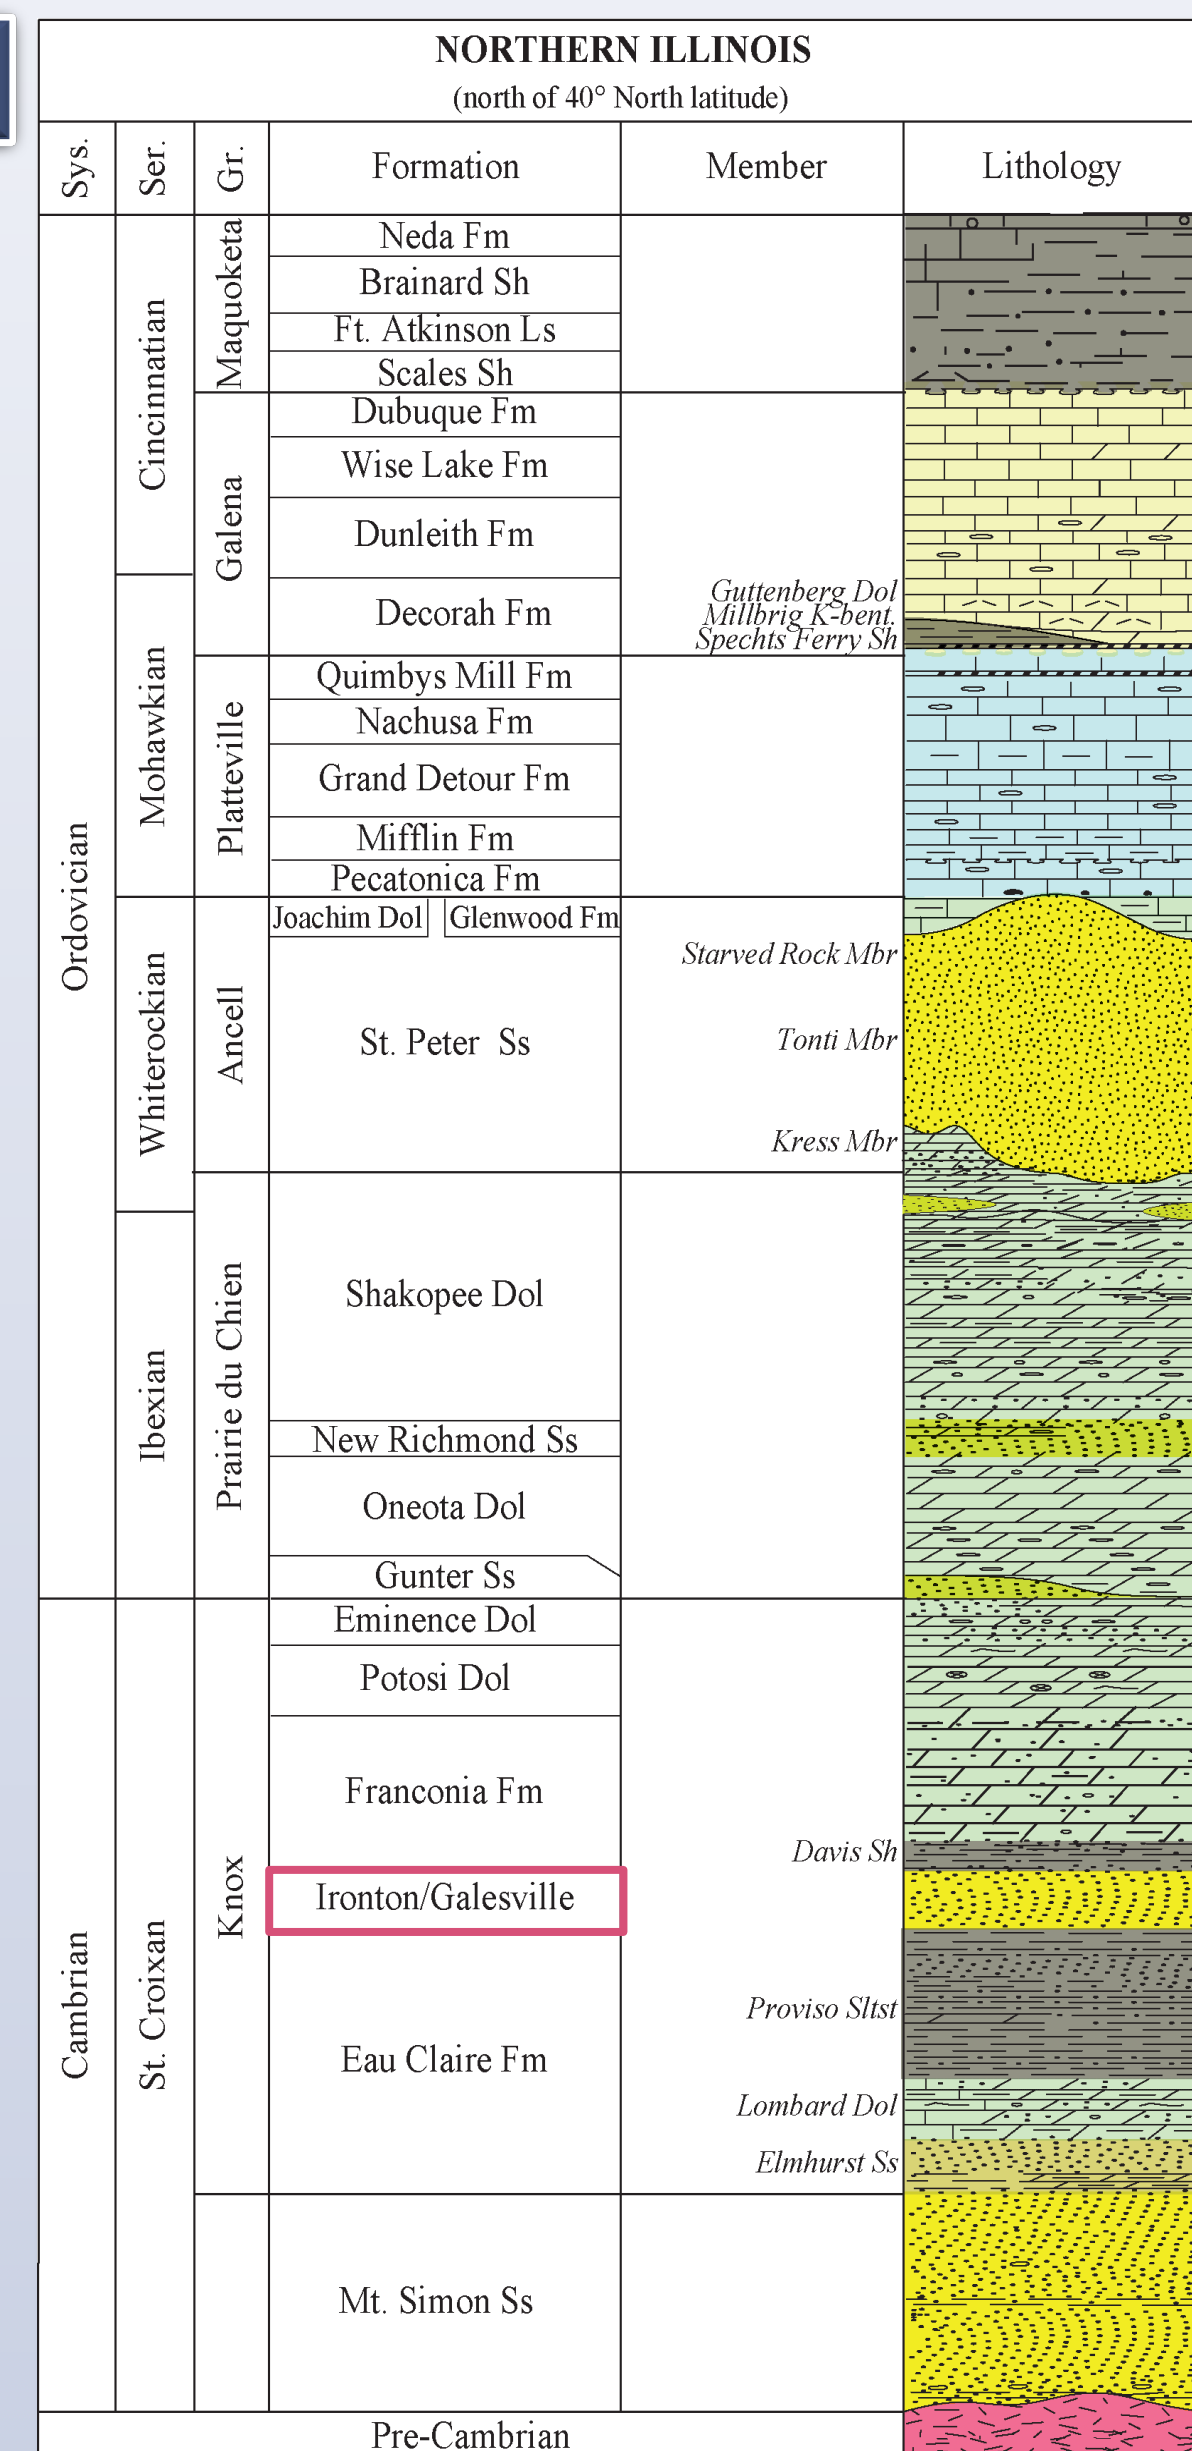 NORTHERN ILLINOIS
(north of 40° North latitude)
Sys.
Ser.
Gr.
Formation
Member
Lithology
Ordovician
Cincinnatian
Maquoketa
Neda Fm
Brainard Sh
Ft. Atkinson Ls
Scales Sh
Galena
Dubuque Fm
Wise Lake Fm
Dunleith Fm
Mohawkian
Decorah Fm
Guttenberg Dol
Millbrig K-bent.
Spechts Ferry Sh
Platteville
Quimbys Mill Fm
Nachusa Fm
Grand Detour Fm
Mifflin Fm
Pecatonica Fm
Whiterockian
Ancell
Joachim Dol
Glenwood Fm
St. Peter Ss
Starved Rock Mbr
Tonti Mbr
Kress Mbr
Ibexian
Prairie du Chien
Shakopee Dol
New Richmond Ss
Oneota Dol
Gunter Ss
Cambrian
St. Croixan
Knox
Eminence Dol
Potosi Dol
Franconia Fm
Davis Sh
Ironton/Galesville
Eau Claire Fm
Proviso Sltst
Lombard Dol
Elmhurst Ss
Mt. Simon Ss
Pre-Cambrian